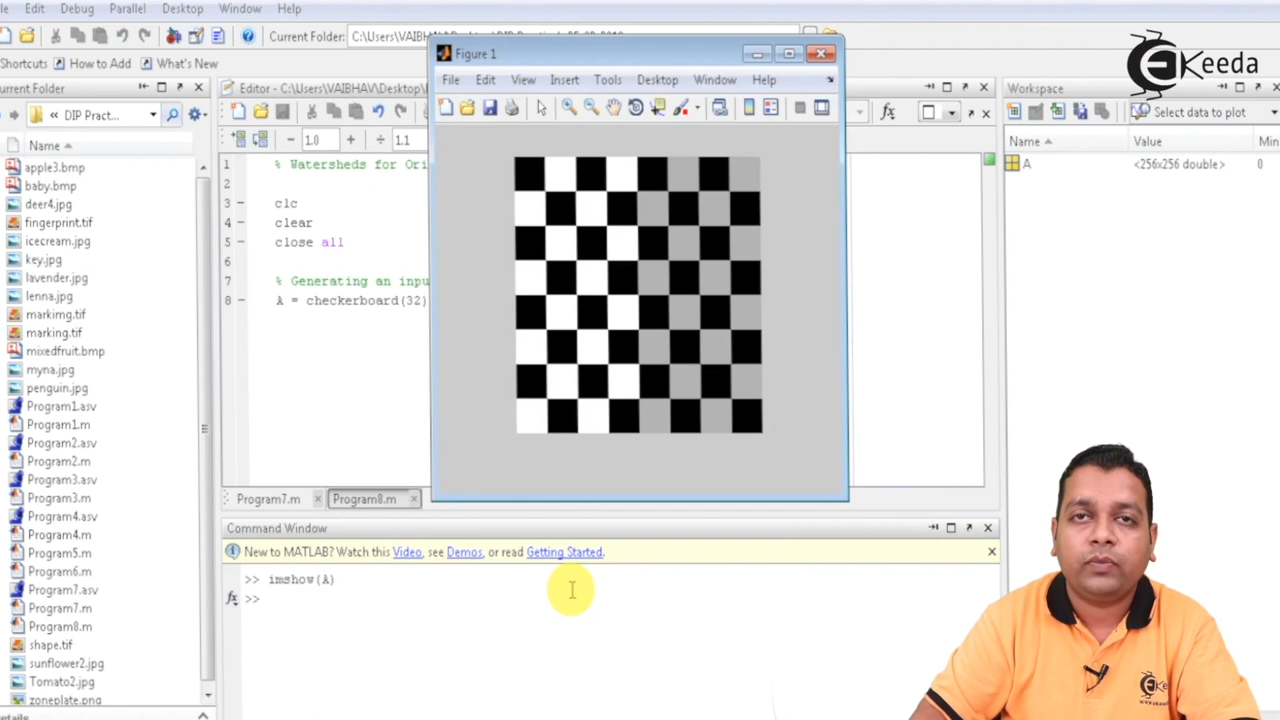 le Edit Debug Parallel Desktop Window Help
Current Folder: C:\Users\VAIBHAV\Desktop\
Shortcuts How to Add What's New
EKeeda
Current Folder
« DIP Pract...
Name
apple3.bmp
baby.bmp
deer4.jpg
fingerprint.tif
icecream.jpg
key.jpg
lavender.jpg
lenna.jpg
markimg.tif
marking.tif
mixedfruit.bmp
myna.jpg
penguin.jpg
Program1.asv
Program1.m
Program2.asv
Program2.m
Program3.asv
Program3.m
Program4.asv
Program4.m
Program5.m
Program6.m
Program7.asv
Program7.m
Program8.m
shape.tif
sunflower2.jpg
Tomato2.jpg
zoneplate.png
etails
Editor - C:\Users\VAIBHAV\Desktop\
1.0 1.1
1 % Watersheds for Ori
2
3 clc
4 clear
5 close all
6
7 % Generating an inpu
8 A = checkerboard(32)
Program7.m Program8.m
Figure 1
File Edit View Insert Tools Desktop Window Help
Command Window
New to MATLAB? Watch this Video, see Demos, or read Getting Started.
>> imshow(A)
fx >>
Workspace
Select data to plot
Name Value Min
A <256x256 double> 0